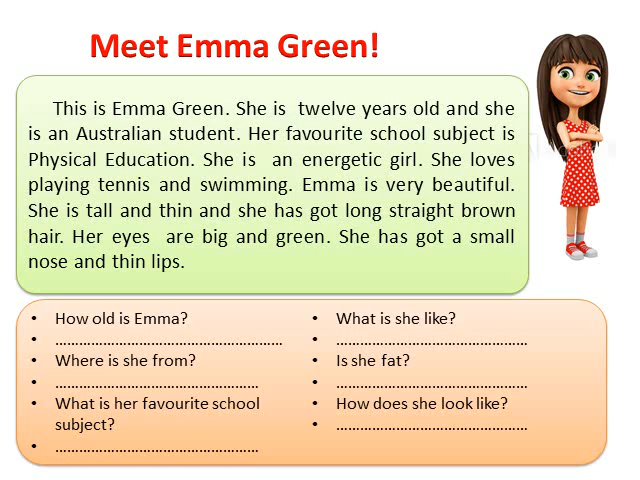 Meet Emma Green!
This is Emma Green. She is twelve years old and she
is an Australian student. Her favourite school subject is
Physical Education. She is an energetic girl. She loves
playing tennis and swimming. Emma is very beautiful.
She is tall and thin and she has got long straight brown
hair. Her eyes are big and green. She has got a small
nose and thin lips.
• How old is Emma?
• …………………………………………………
• Where is she from?
• ……………………………………………
• What is her favourite school
subject?
• ……………………………………………
• What is she like?
• …………………………………………
• Is she fat?
• …………………………………………
• How does she look like?
• …………………………………………